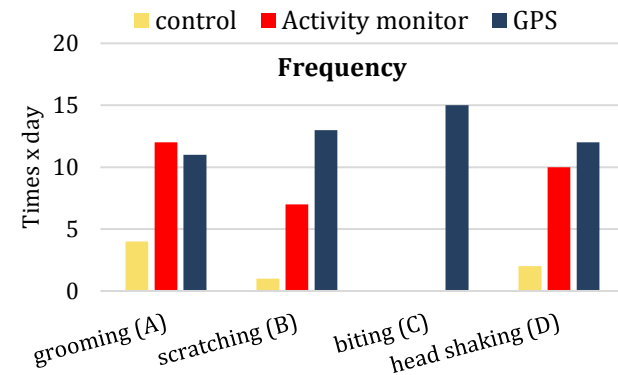 control Activity monitor GPS
Frequency
Times x day
20
15
10
5
0
grooming (A)
scratching (B)
biting (C)
head shaking (D)